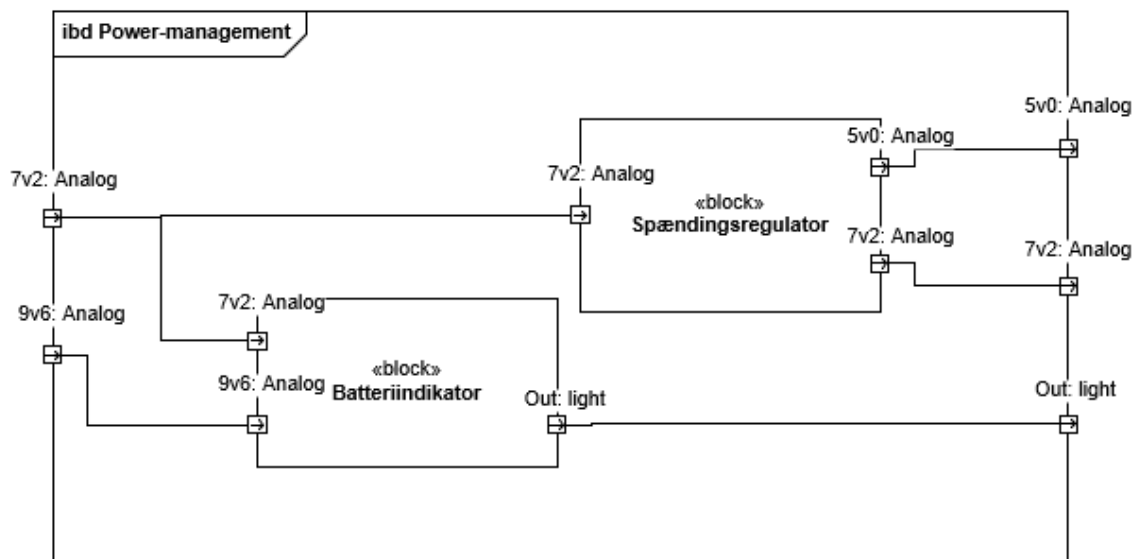 ibd Power-management
5v0: Analog
5v0: Analog
7v2: Analog
7v2: Analog
«block»
Spændingsregulator
7v2: Analog
7v2: Analog
9v6: Analog
7v2: Analog
«block»
Batteriindikator
9v6: Analog
Out: light
Out: light